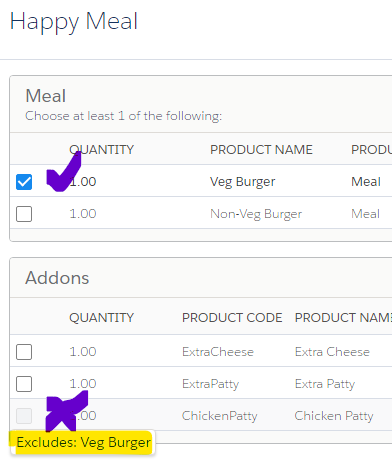 Happy Meal
Meal
Choose at least 1 of the following:
QUANTITY PRODUCT NAME PRODU
1.00 Veg Burger Meal
1.00 Non-Veg Burger Meal
Addons
QUANTITY PRODUCT CODE PRODUCT NAME
1.00 ExtraCheese Extra Cheese
1.00 ExtraPatty Extra Patty
.00 ChickenPatty Chicken Patty
Excludes: Veg Burger